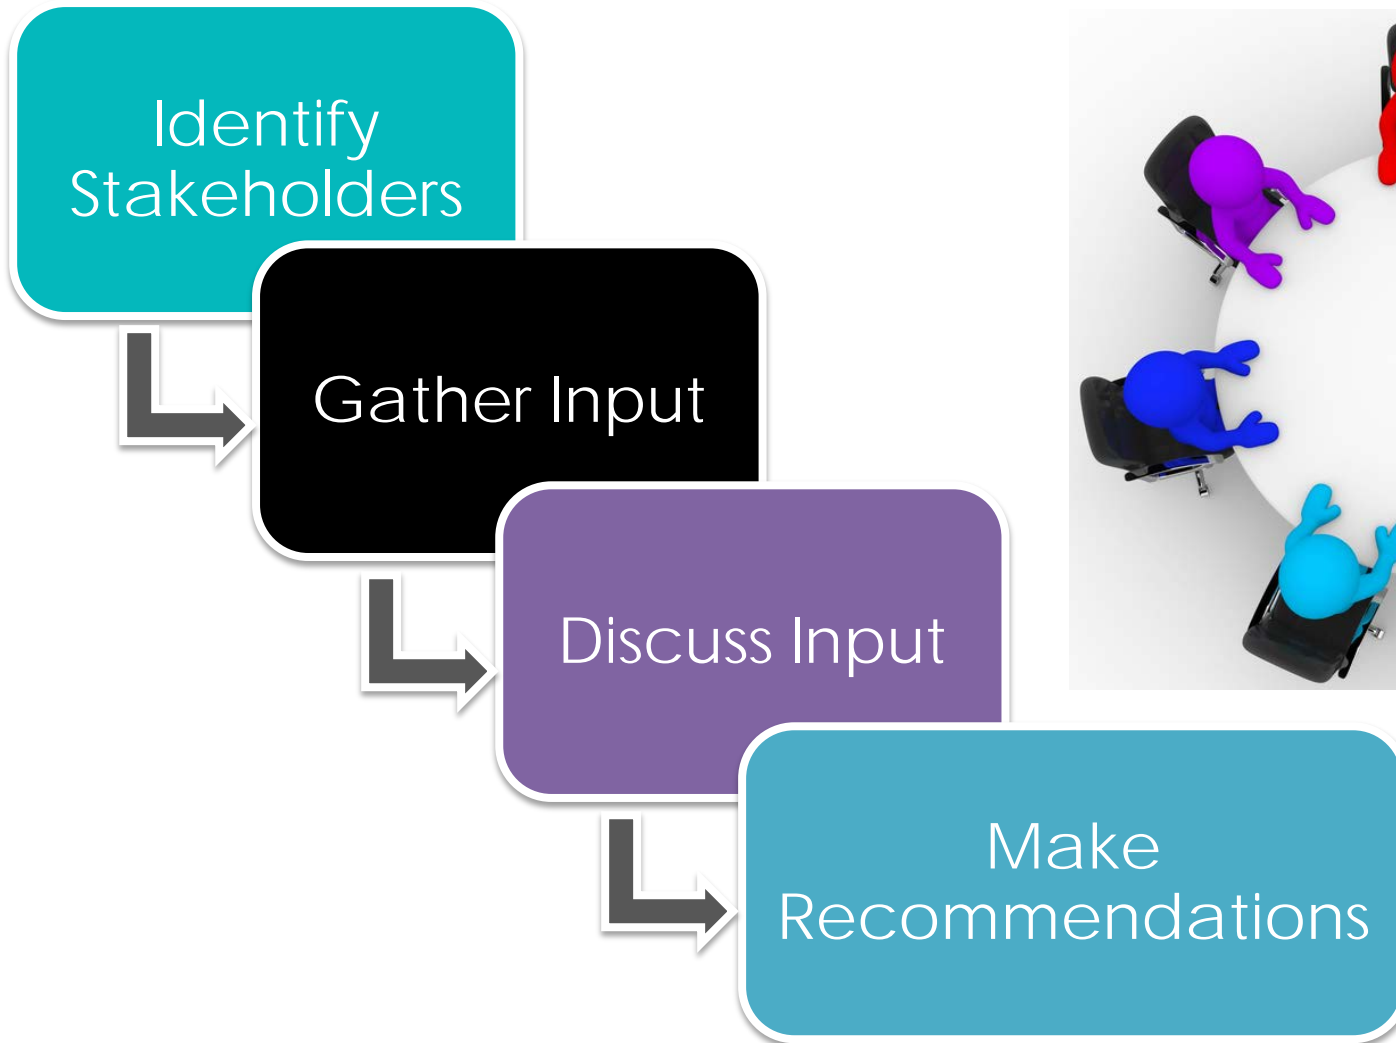 Identify
Stakeholders
Gather Input
Discuss Input
Make
Recommendations